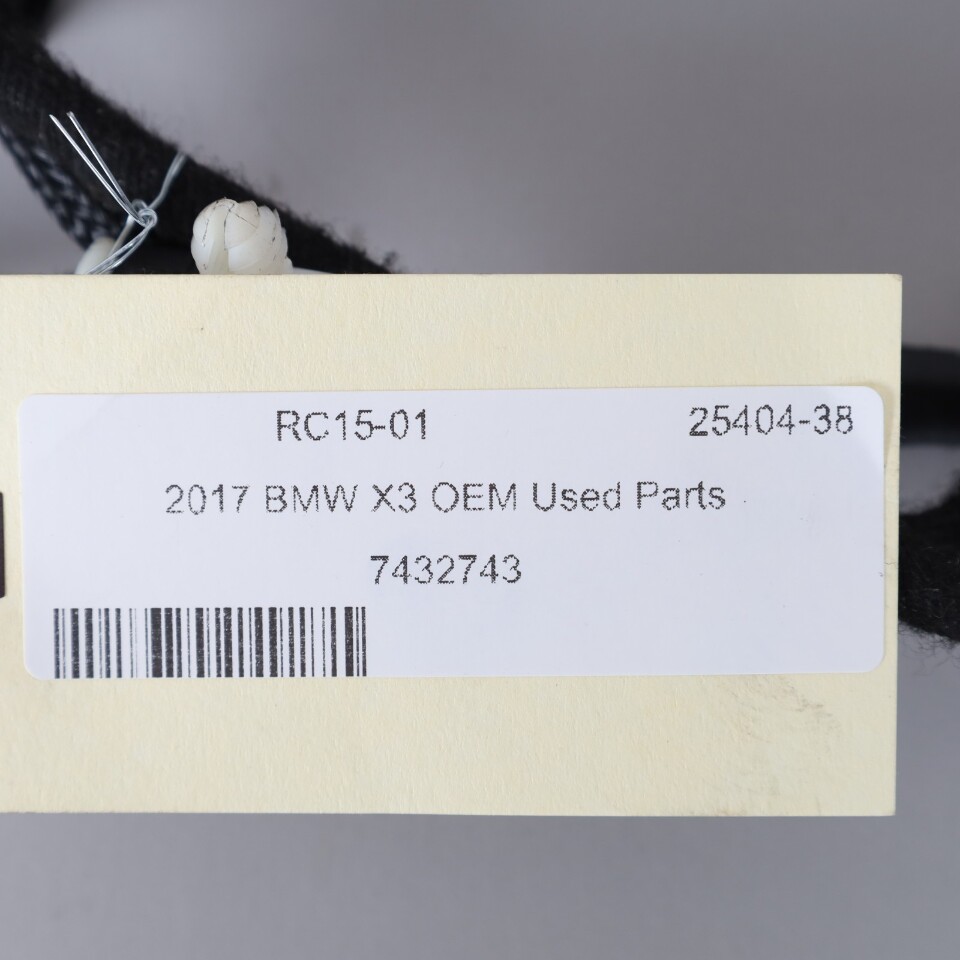 RC15-01 25404-38
2017 BMW X3 OEM Used Parts
7432743